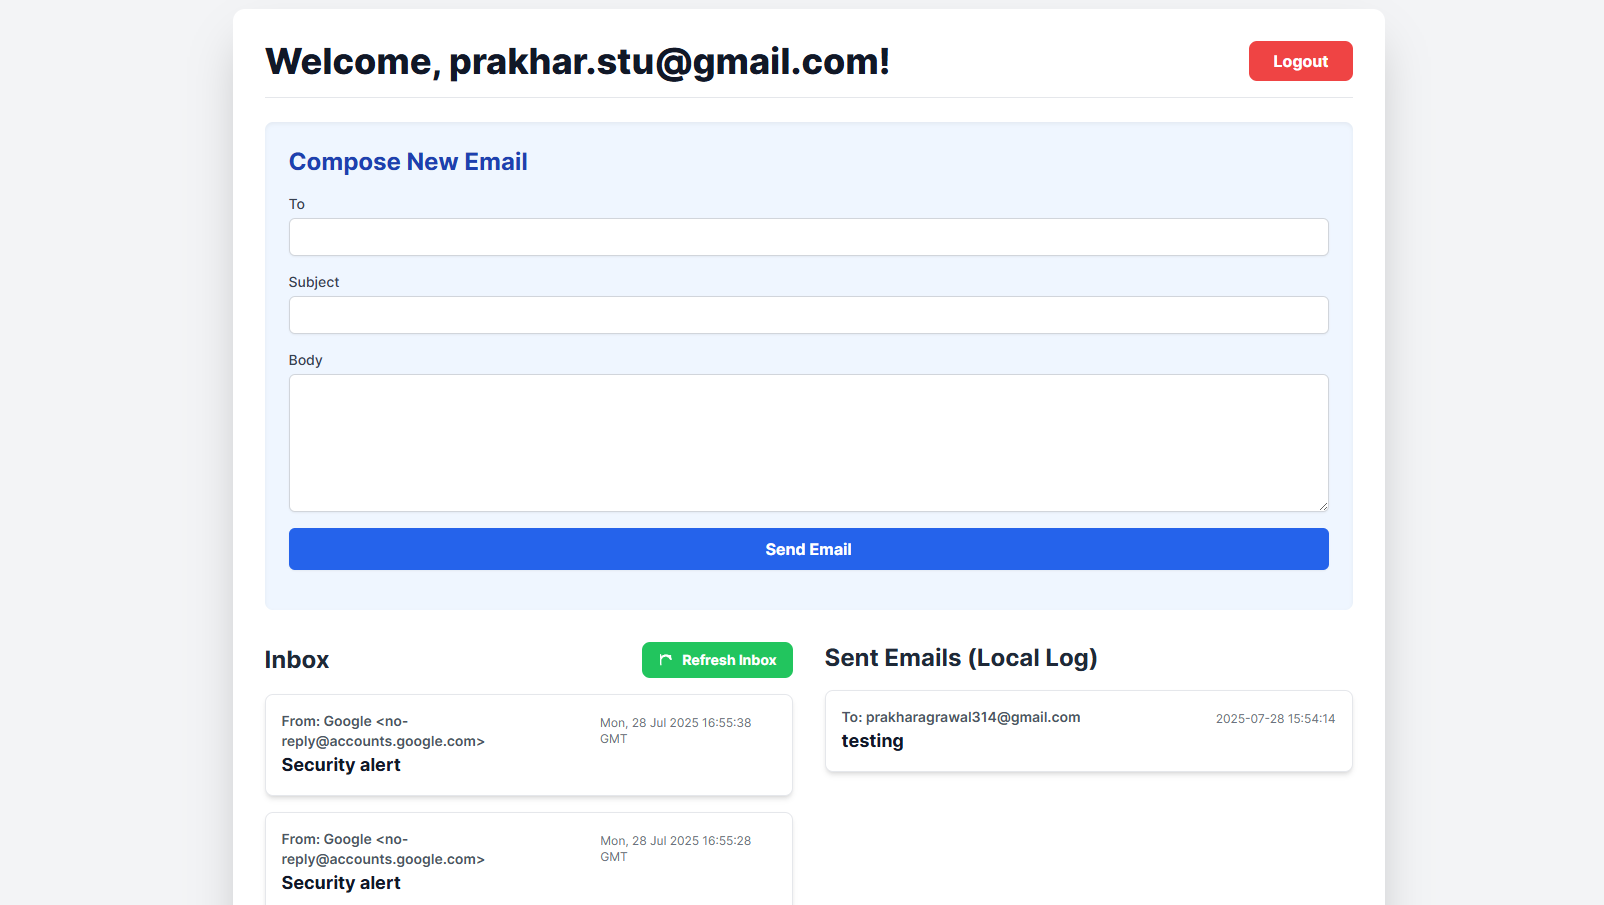 Welcome, prakhar.stu@gmail.com!
Logout
Compose New Email
To
Subject
Body
Send Email
Inbox
Refresh Inbox
From: Google <no-
reply@accounts.google.com>
Mon, 28 Jul 2025 16:55:38
GMT
Security alert
From: Google <no-
reply@accounts.google.com>
Mon, 28 Jul 2025 16:55:28
GMT
Security alert
Sent Emails (Local Log)
To: prakharagrawal314@gmail.com
2025-07-28 15:54:14
testing